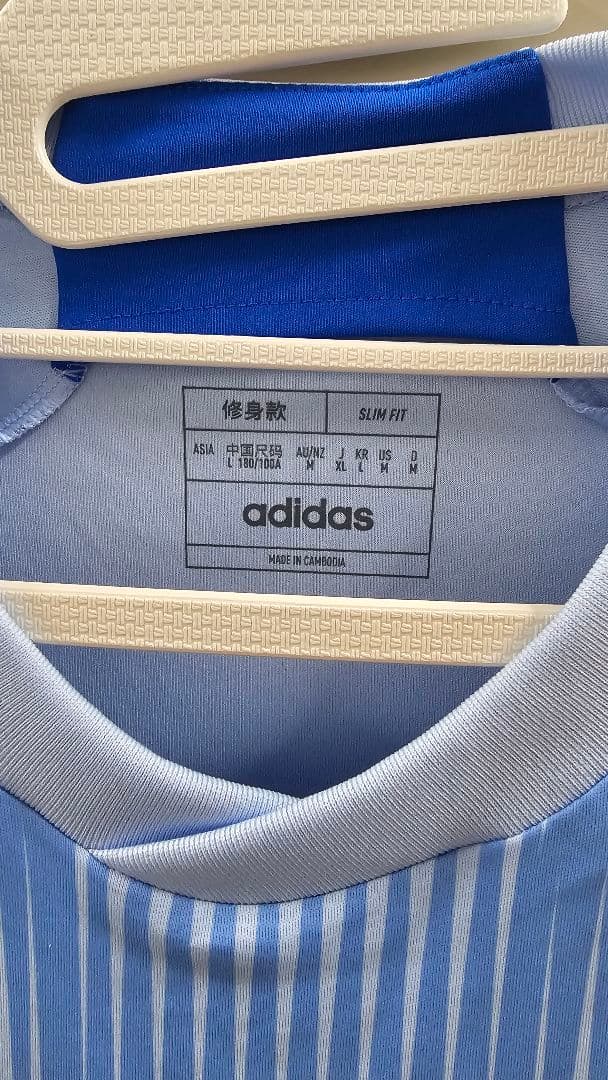 修身款 SLIM FIT
ASIA 中国尺码 AU/NZ J KR US D
L 180/100A M XL L M M
adidas
MADE IN CAMBODIA